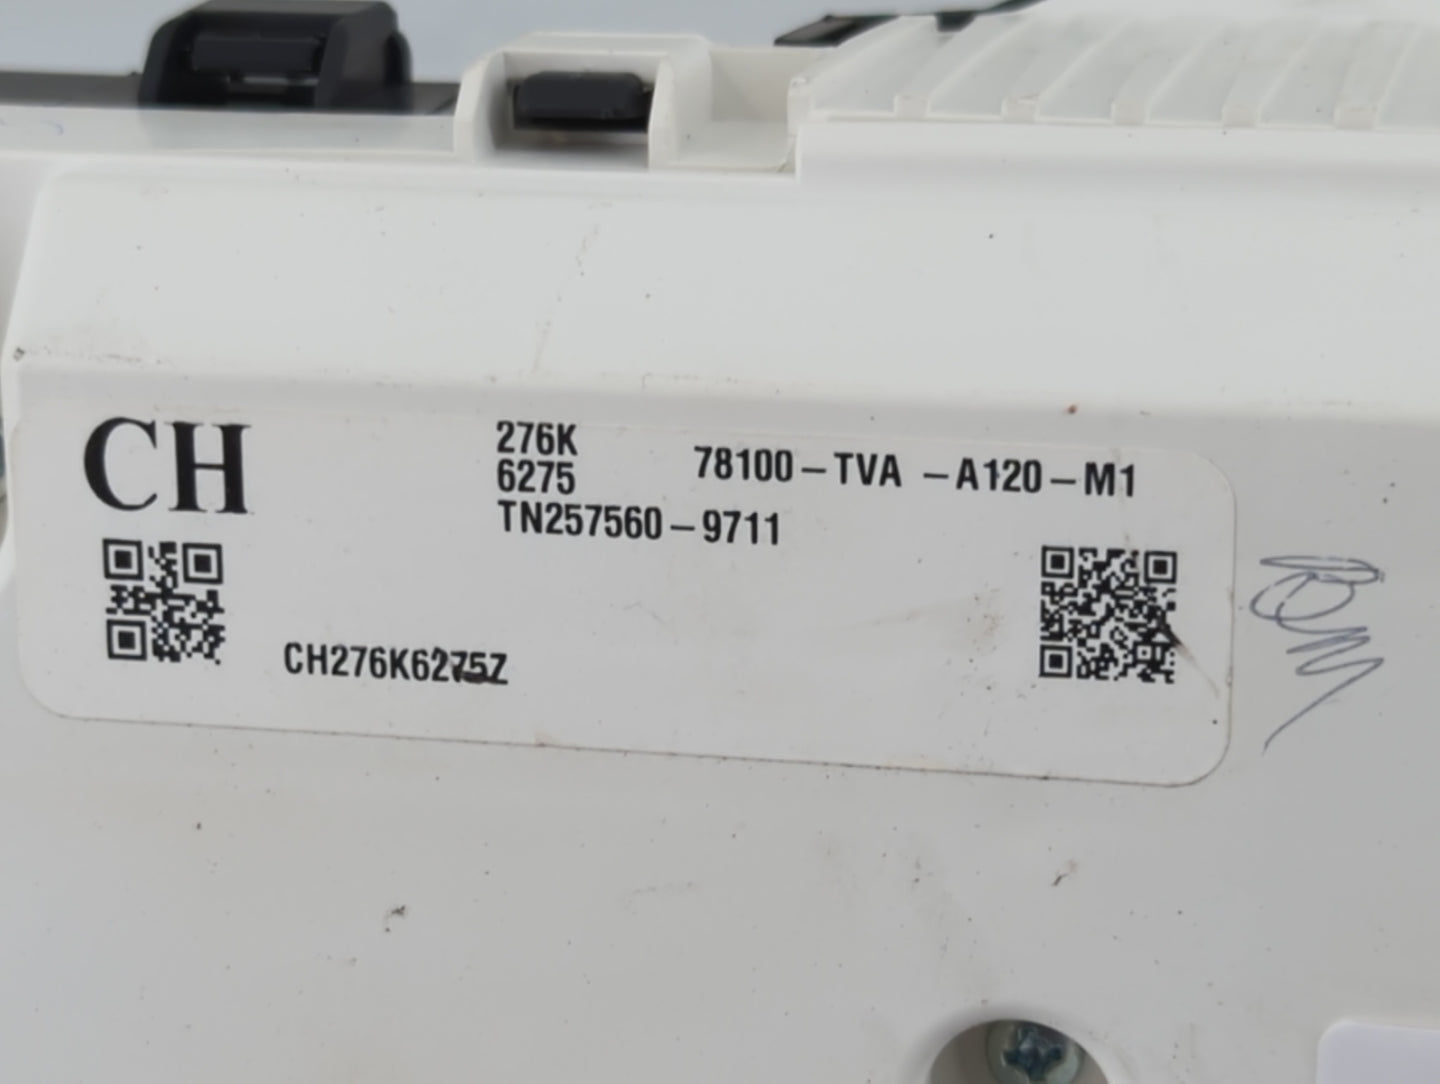 CH
276K
6275
78100-TVA -A120-M1
TN257560-9711
CH276K6275Z